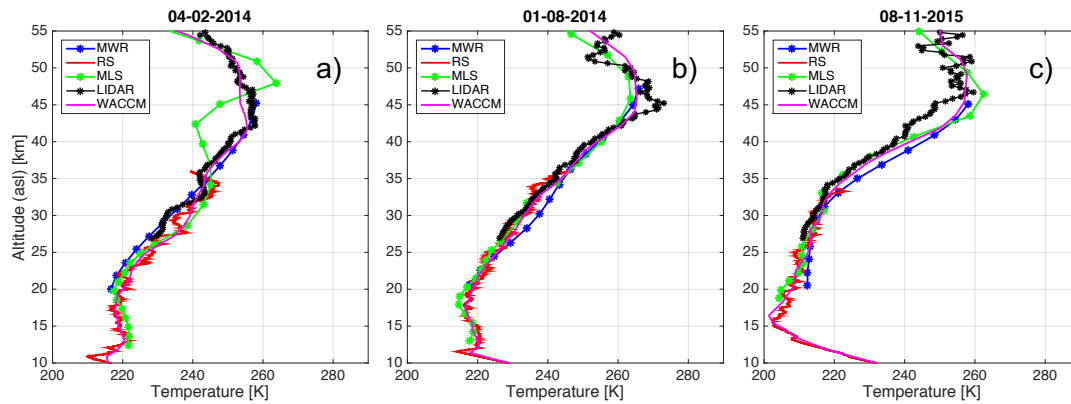 04-02-2014
01-08-2014
08-11-2015
a)
b)
c)
MWR
RS
MLS
LIDAR
WACCM
MWR
RS
MLS
LIDAR
WACCM
MWR
RS
MLS
LIDAR
WACCM
Altitude (asl) [km]
55
50
45
40
35
30
25
20
15
10
55
50
45
40
35
30
25
20
15
10
55
50
45
40
35
30
25
20
15
10
200 220 240 260 280
200 220 240 260 280
200 220 240 260 280
Temperature [K]
Temperature [K]
Temperature [K]